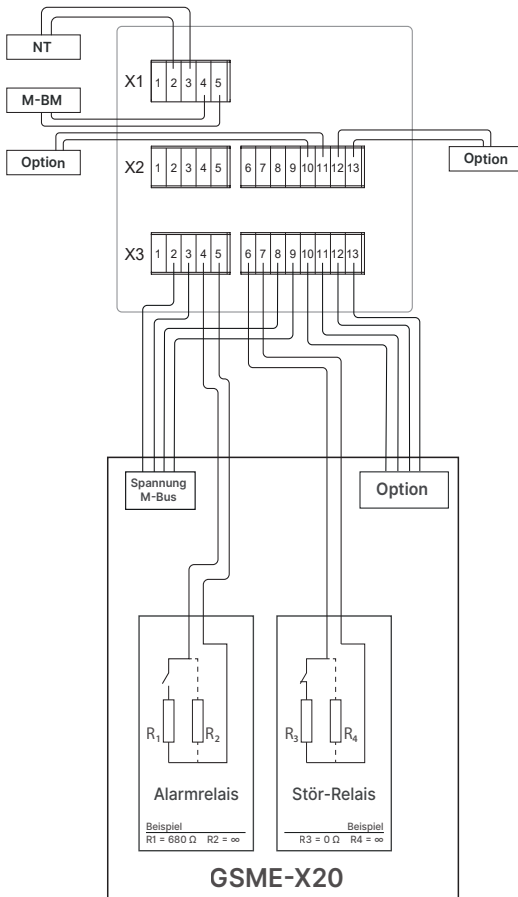 NT
M-BM
Option
Option
X1 1 2 3 4 5
X2 1 2 3 4 5 6 7 8 9 10 11 12 13
X3 1 2 3 4 5 6 7 8 9 10 11 12 13
Spannung
M-Bus
Option
R1 R2
Alarmrelais
Beispiel
R1 = 680 Ω R2 = ∞
R3 R4
Stör-Relais
Beispiel
R3 = 0 Ω R4 = ∞
GSME-X20